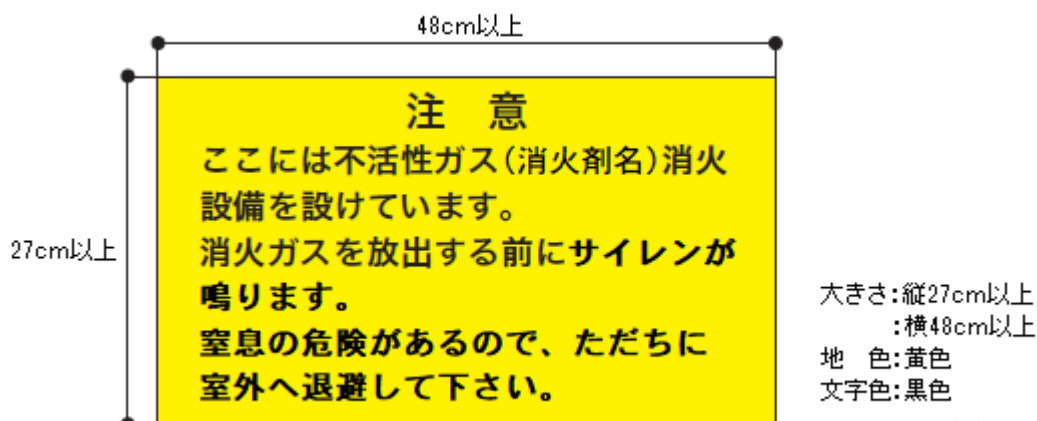 48cm以上
注　意
ここには不活性ガス(消火剤名)消火
設備を設けています。
消火ガスを放出する前にサイレンが
鳴ります。
窒息の危険があるので、ただちに
室外へ退避して下さい。
27cm以上
大きさ:縦27cm以上
:横48cm以上
地　色:黄色
文字色:黒色